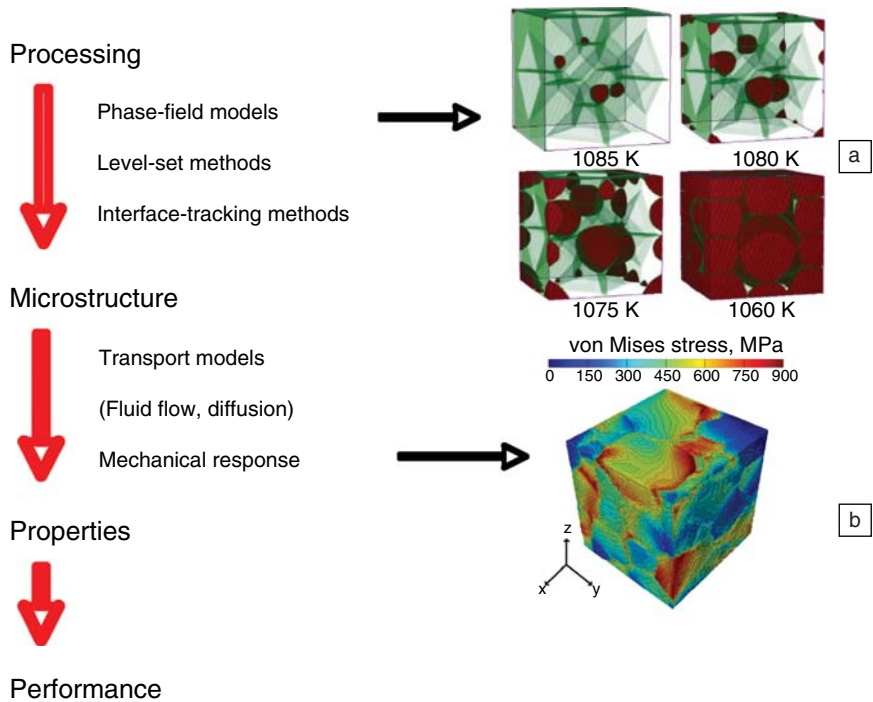 Processing
Phase-field models
Level-set methods
Interface-tracking methods
1085 K
1080 K
a
1075 K
1060 K
Microstructure
Transport models
(Fluid flow, diffusion)
Mechanical response
von Mises stress, MPa
0 150 300 450 600 750 900
b
z
x
y
Properties
Performance